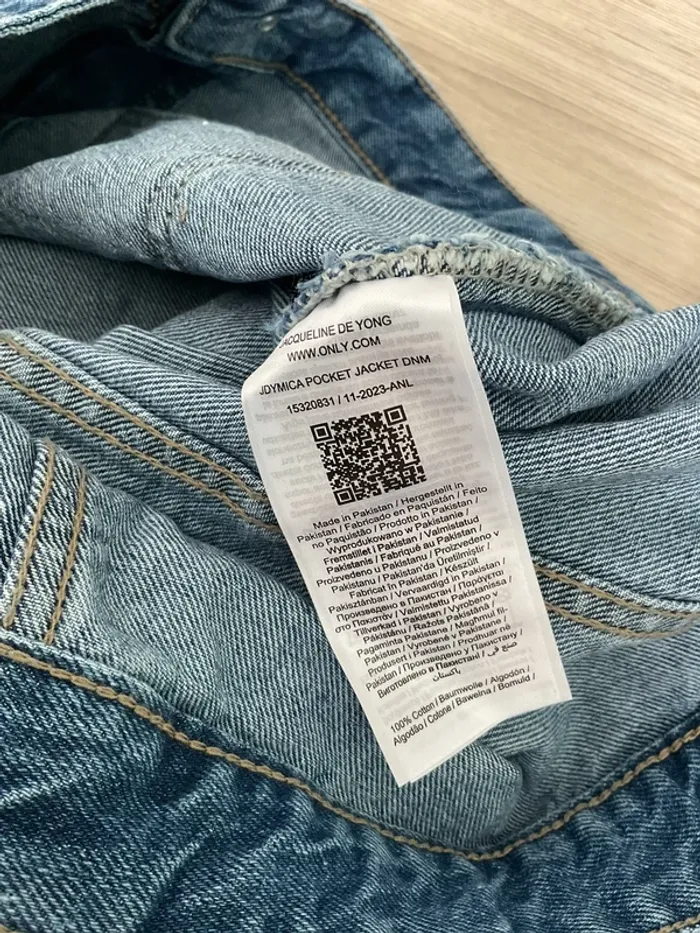 JACQUELINE DE YONG
WWW.ONLY.COM
JDYMICA POCKET JACKET DNM
15320831 / 11-2023-ANL
Made in Pakistan / Hergestellt in
Pakistan / Fabricado en Paquistán / Feito
no Paquistão / Prodotto in Pakistan /
Wyprodukowano w Pakistanie /
Fremstillet i Pakistan / Valmistatud
Pakistanis / Fabriqué au Pakistan /
Proizvedeno u Pakistanu / Proizvedeno v
Pakistanu / Pakistan'da Üretilmiştir /
Fabricat în Pakistan / Készült
Pakisztánban / Vervaardigd in Pakistan /
Произведено в Пакистан / Παράγεται
στο Πακιστάν / Valmistettu Pakistanissa /
Tillverkad i Pakistan / Vyrobeno v
Pákistánu / Ražots Pakistānā /
Pagaminta Pakistane / Maghmul fil-
Pakistan / Vyrobené v Pakistane /
Produsert i Pakistan / Prodhuar në
Pakistan / Произведено у Пакистану /
Виготовлено в Пакистані / صنع في
باكستان
100% Cotton / Baumwolle / Algodón /
Algodão / Cotone / Bawełna / Bomuld /